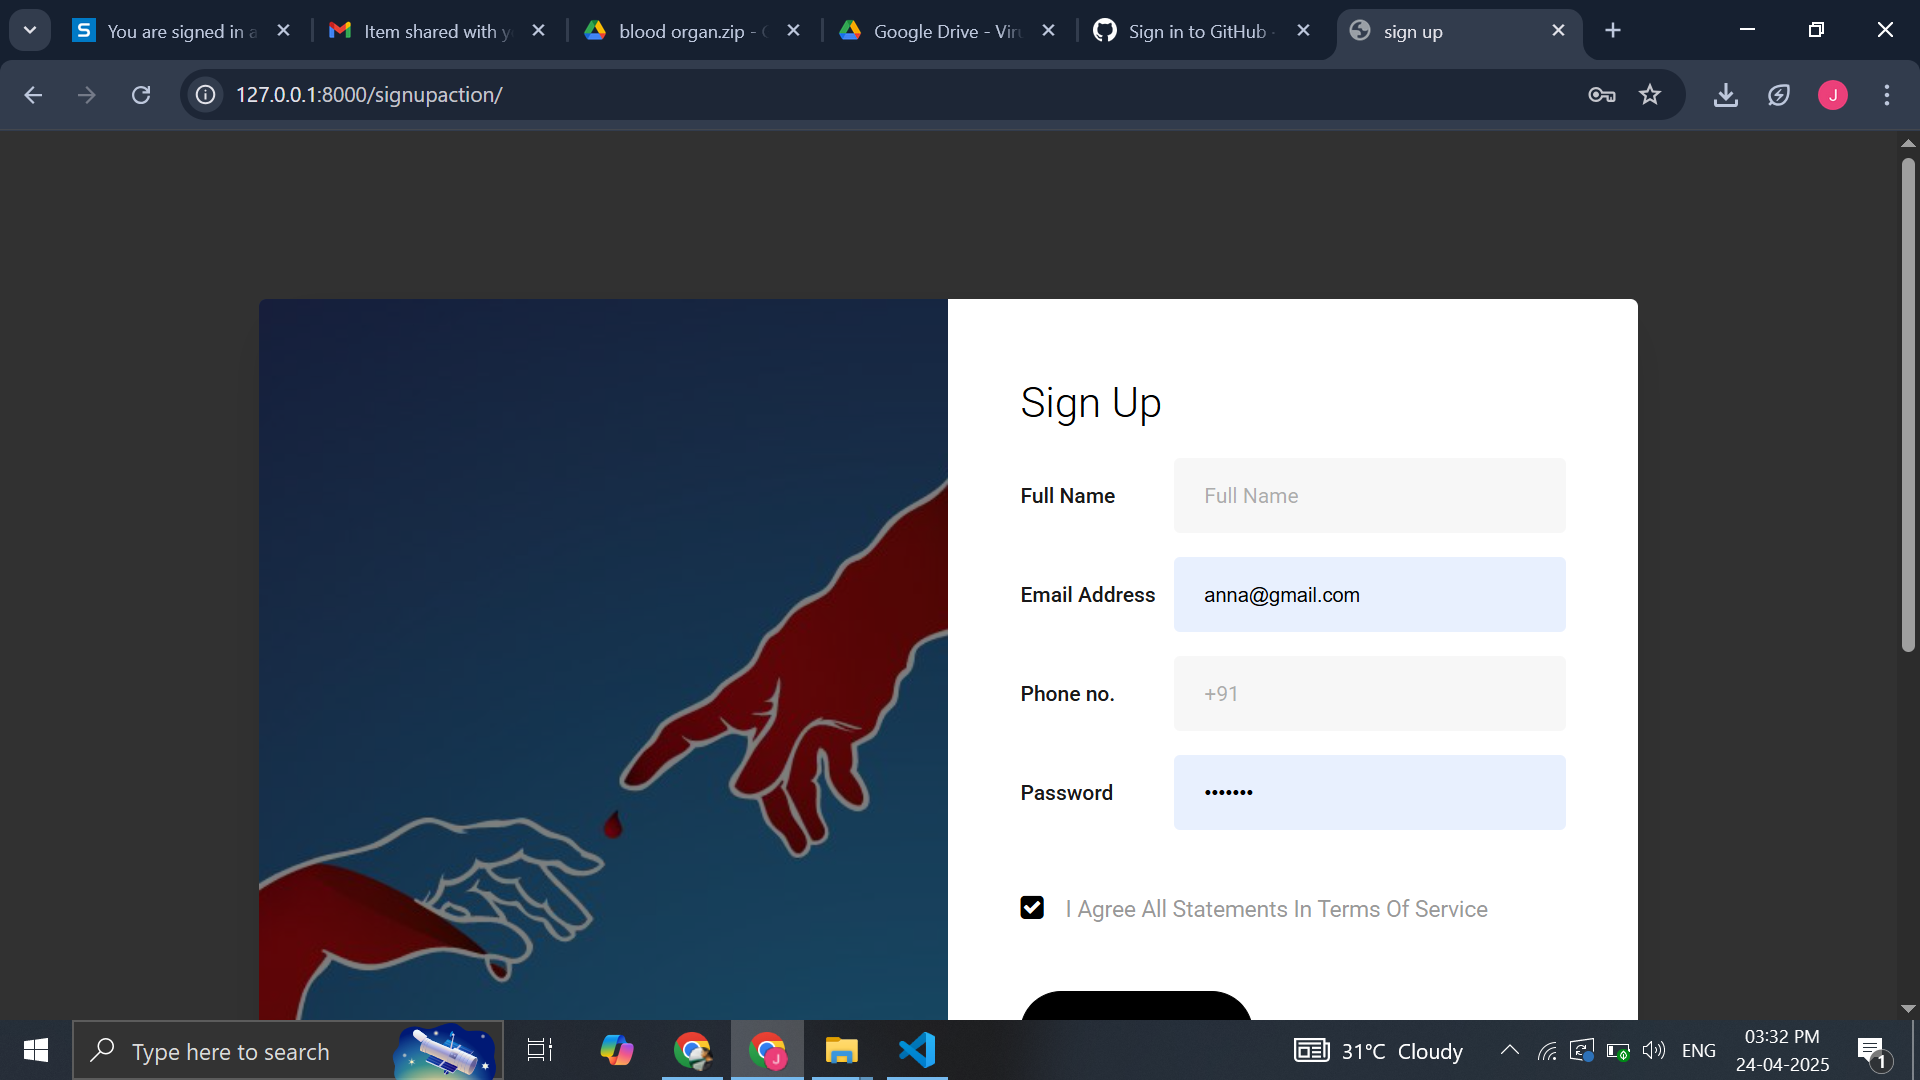 You are signed in a
Item shared with y
blood organ.zip -
Google Drive - Viru
Sign in to GitHub
sign up
127.0.0.1:8000/signupaction/
J
Sign Up
Full Name
Full Name
Email Address
anna@gmail.com
Phone no.
+91
Password
•••••••
I Agree All Statements In Terms Of Service
Type here to search
31°C Cloudy
ENG
03:32 PM
24-04-2025
1